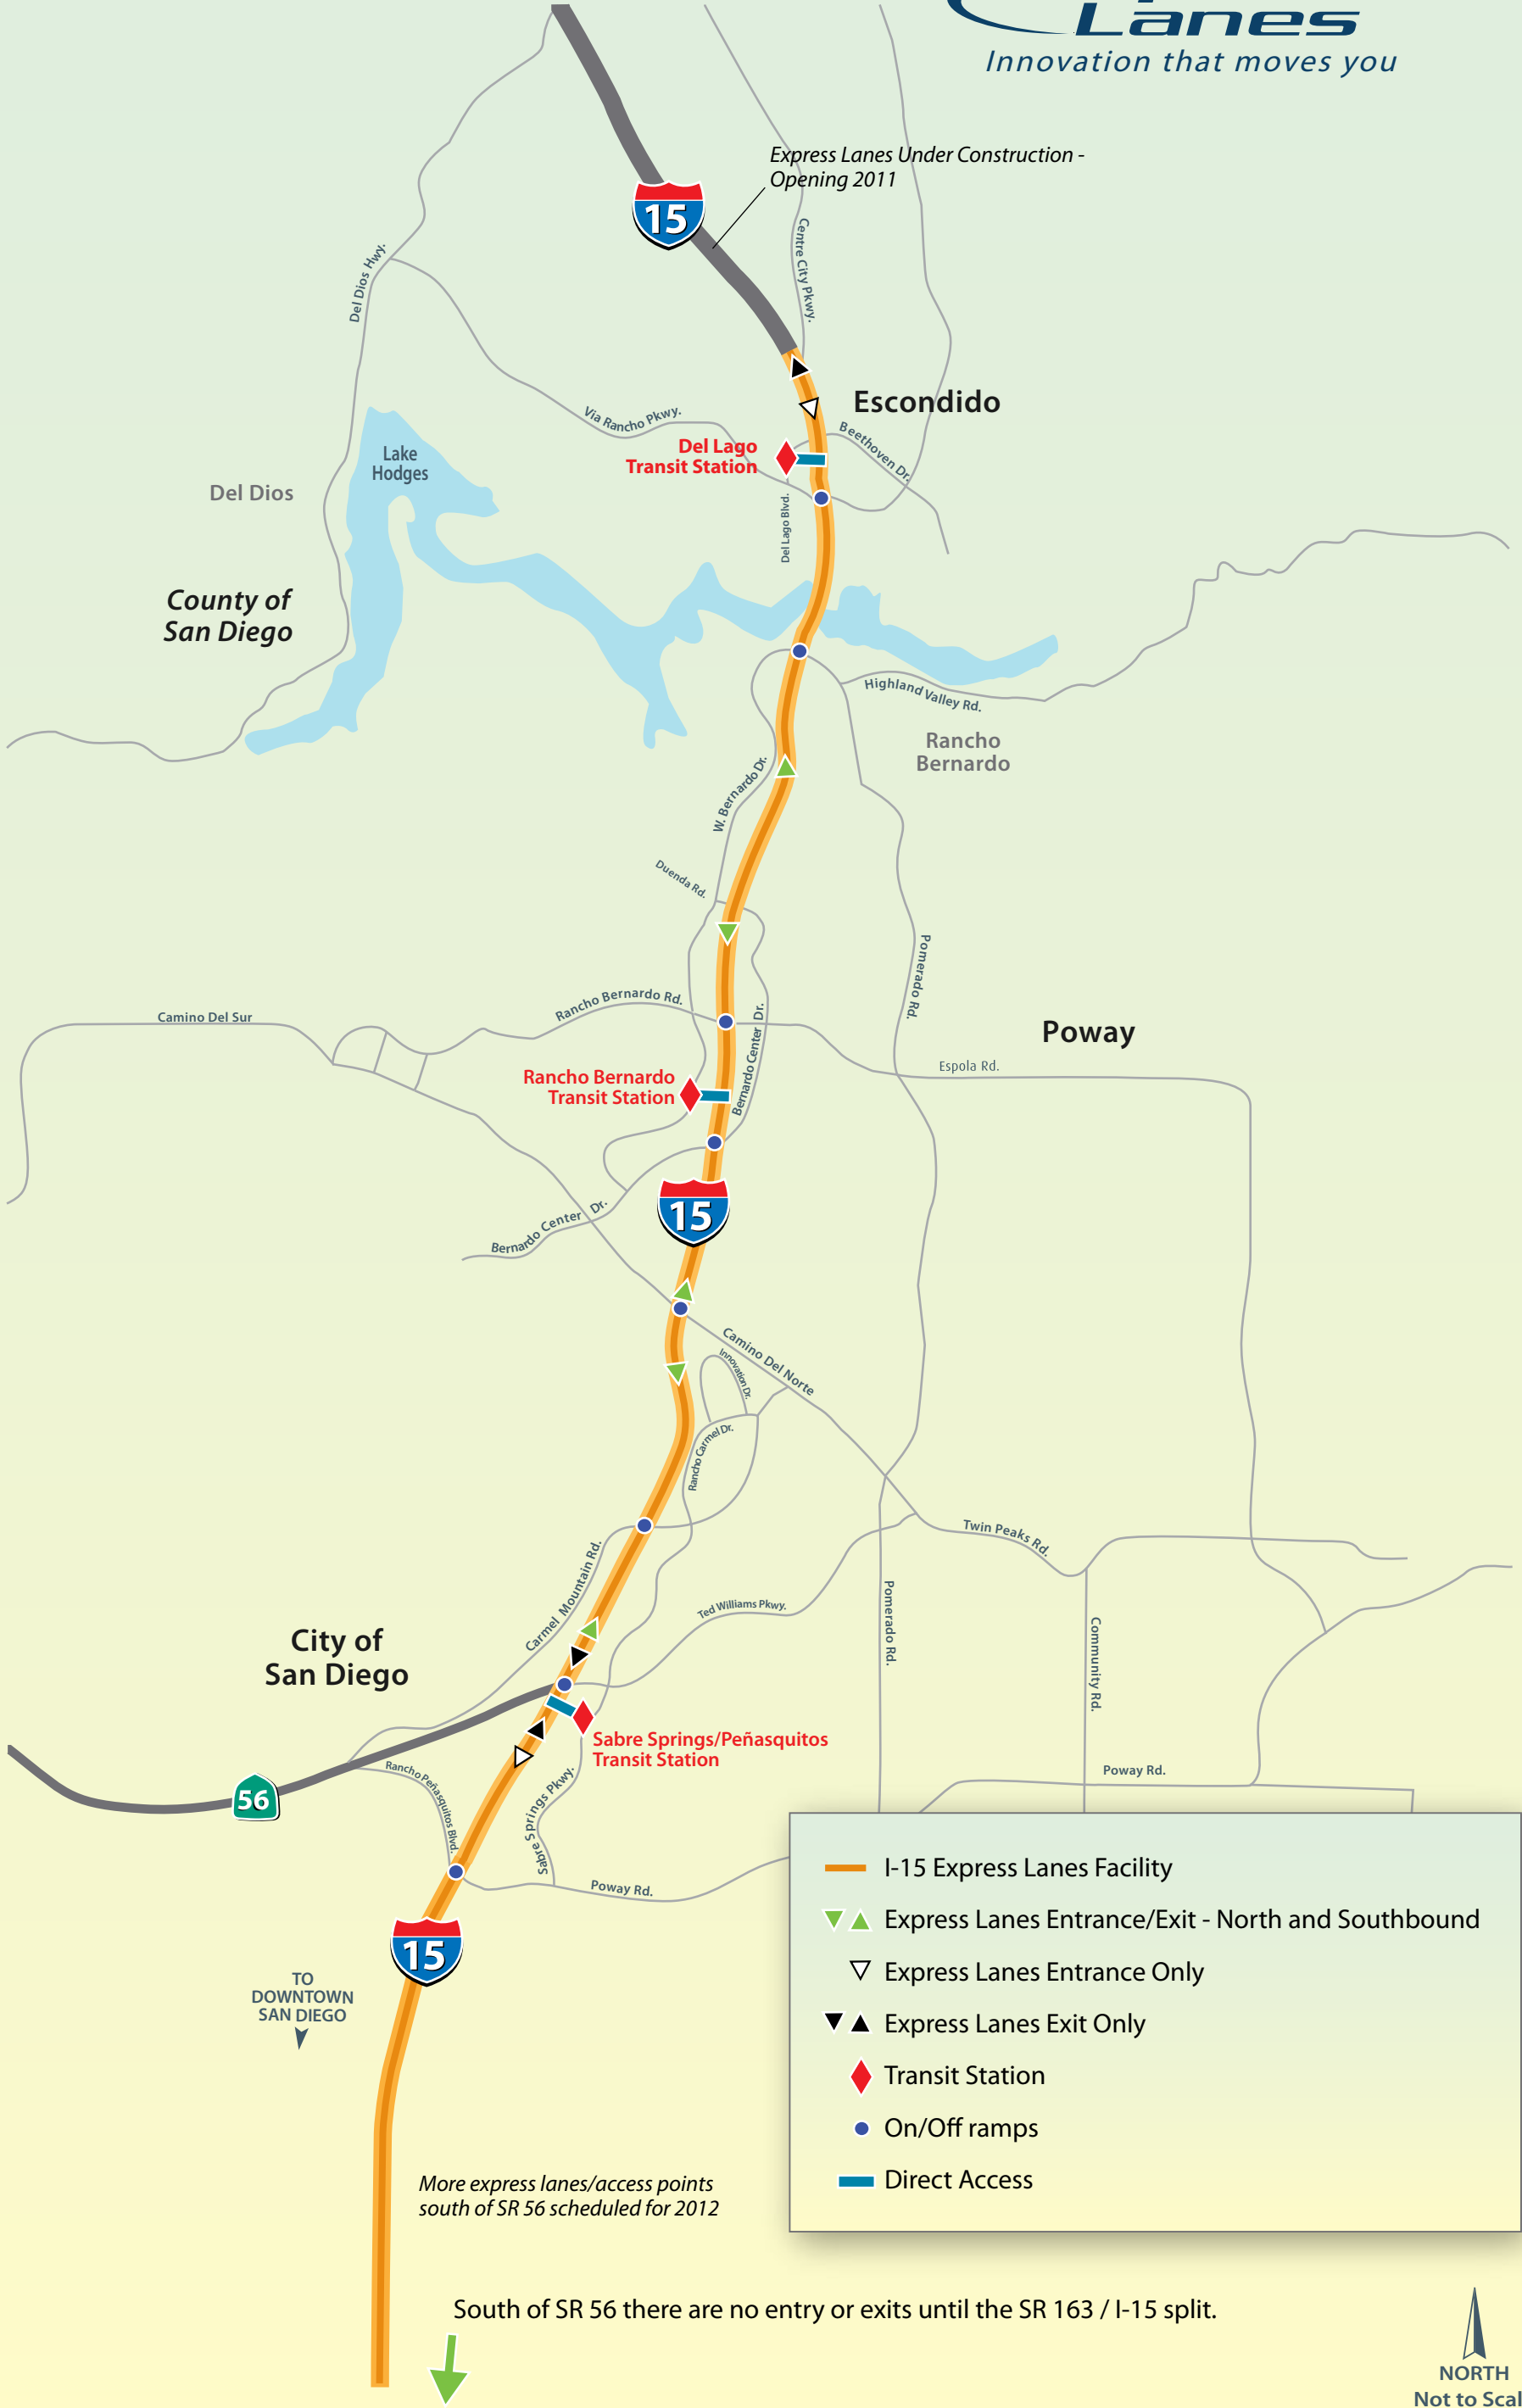 Lanes
Innovation that moves you
Express Lanes Under Construction -
Opening 2011
15
Centre City Pkwy.
Del Dios Hwy.
Escondido
Via Rancho Pkwy.
Beethoven Dr.
Del Lago
Transit Station
Lake
Hodges
Del Dios
Del Lago Blvd.
County of
San Diego
Highland Valley Rd.
Rancho
Bernardo
W. Bernardo Dr.
Duenda Rd.
Pomerado Rd.
Rancho Bernardo Rd.
Camino Del Sur
Bernardo Center Dr.
Poway
Espola Rd.
Rancho Bernardo
Transit Station
15
Bernardo Center Dr.
Camino Del Norte
Innovation Dr.
Rancho Carmel Dr.
Twin Peaks Rd.
Carmel Mountain Rd.
Ted Williams Pkwy.
Pomerado Rd.
Community Rd.
City of
San Diego
Sabre Springs/Peñasquitos
Transit Station
Rancho Peñasquitos Blvd.
56
Sabre Springs Pkwy.
Poway Rd.
Poway Rd.
15
TO
DOWNTOWN
SAN DIEGO
I-15 Express Lanes Facility
Express Lanes Entrance/Exit - North and Southbound
Express Lanes Entrance Only
Express Lanes Exit Only
Transit Station
On/Off ramps
Direct Access
More express lanes/access points
south of SR 56 scheduled for 2012
South of SR 56 there are no entry or exits until the SR 163 / I-15 split.
NORTH
Not to Scal